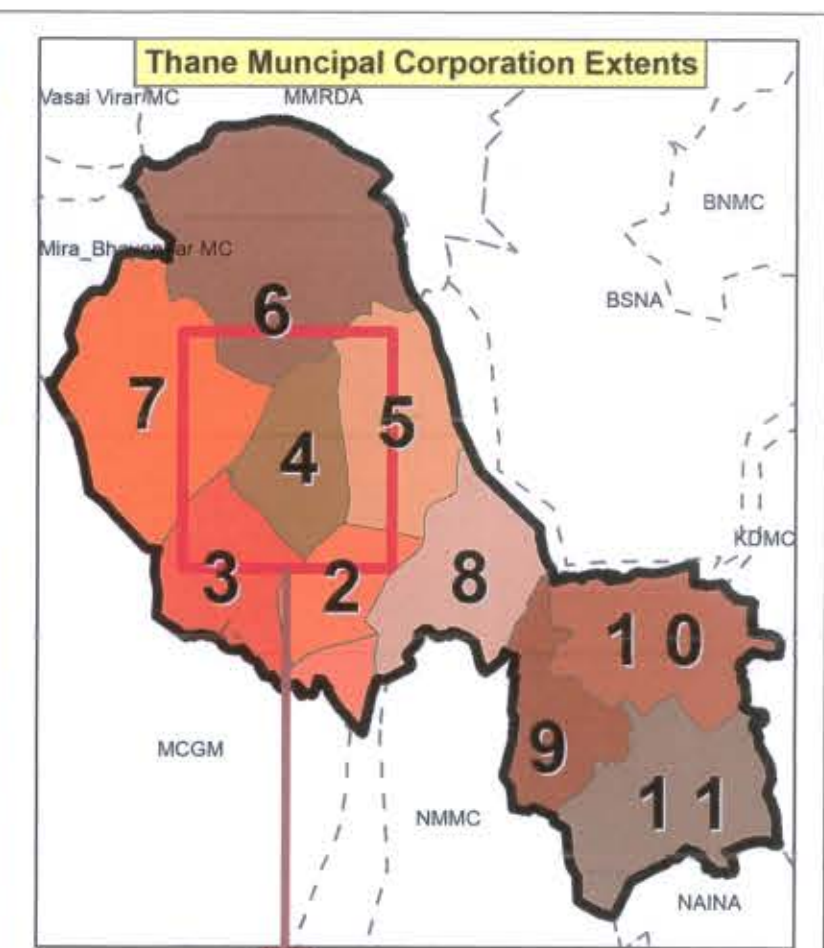 Thane Muncipal Corporation Extents
Vasai Virar MC
MMRDA
BNMC
Mira_Bhayandar MC
BSNA
6
7
5
4
KDMC
3
2
8
10
9
MCGM
11
NMMC
NAINA